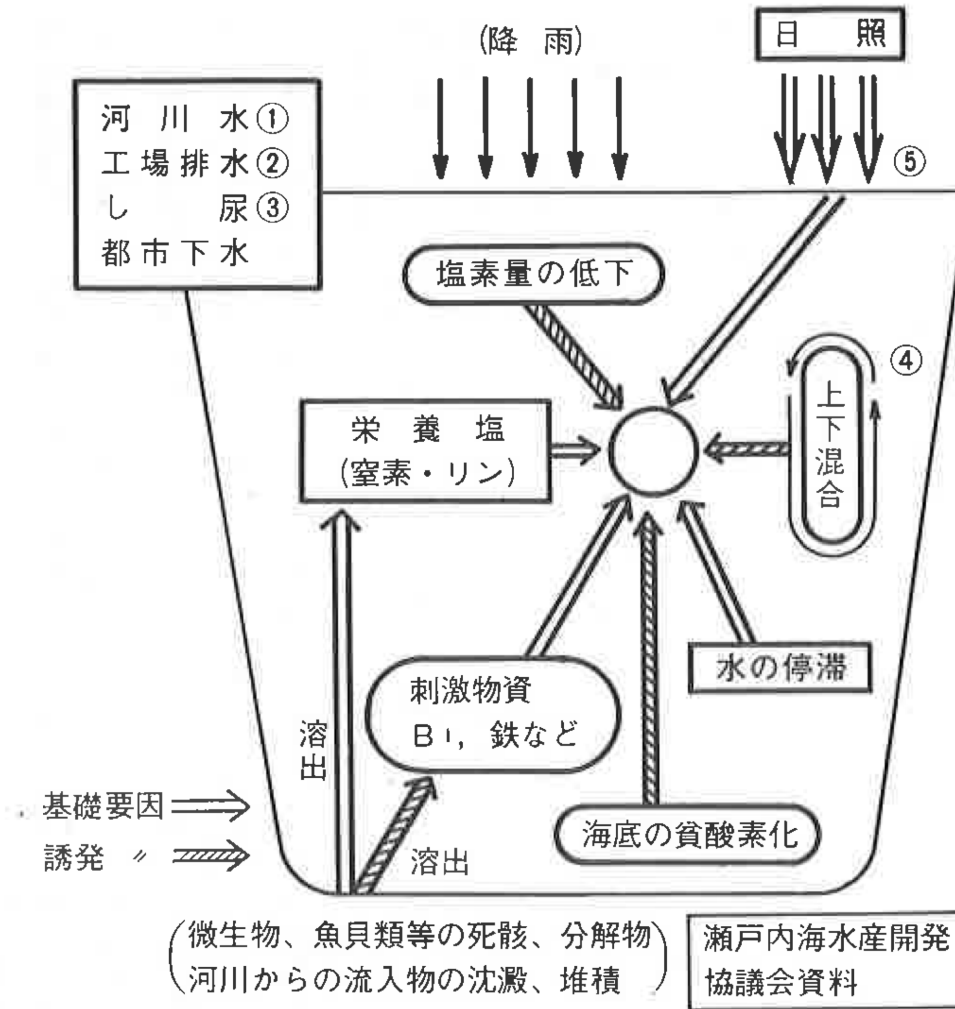 (降 雨)
日 照
河 川 水①
工場排水②
し 尿③
都市下水
⑤
塩素量の低下
④
上下混合
栄 養 塩
(窒素・リン)
水の停滞
刺激物資
B1, 鉄など
溶出
基礎要因
海底の貧酸素化
誘発 〃
溶出
(微生物、魚貝類等の死骸、分解物
河川からの流入物の沈澱、堆積)
瀬戸内海水産開発
協議会資料